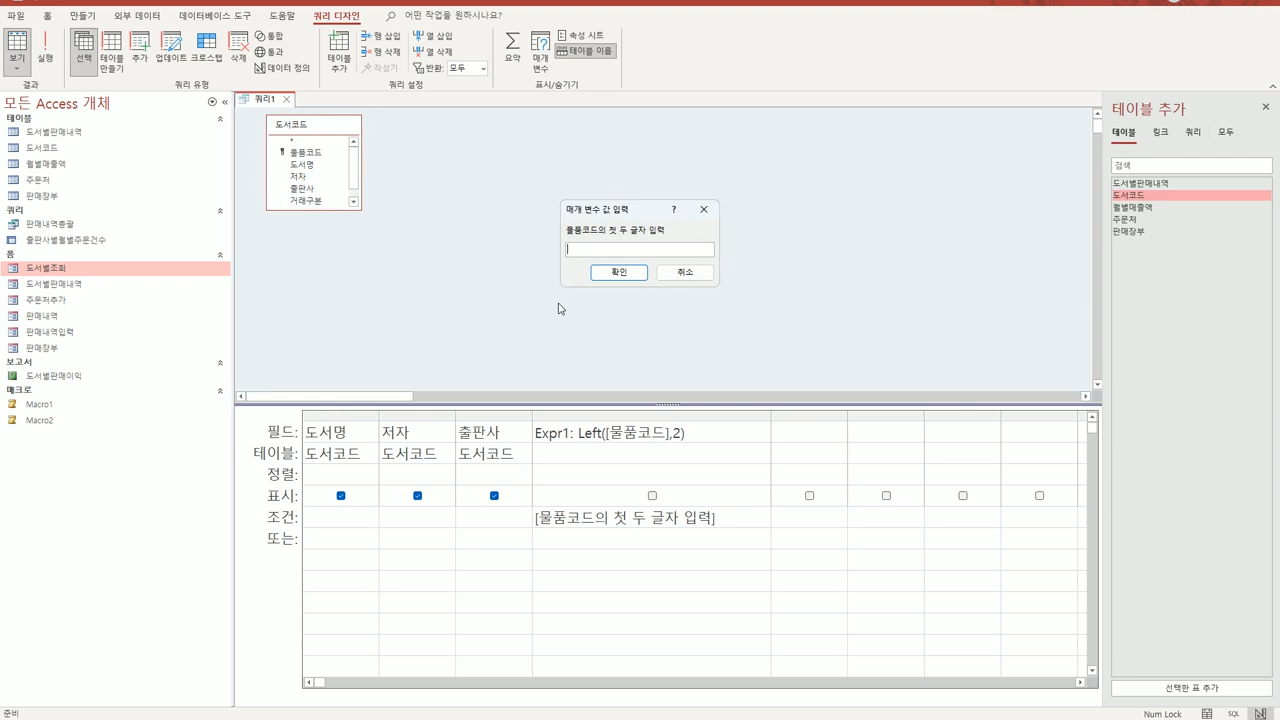 파일 홈 만들기 외부 데이터 데이터베이스 도구 도움말 쿼리 디자인 어떤 작업을 원하시나요?
보기
실행
선택
테이블
만들기
추가
업데이트
크로스탭
삭제
통합
통과
데이터 정의
테이블
추가
행 삽입
행 삭제
작성기
열 삽입
열 삭제
반환: 모두
요약
매개
변수
속성 시트
테이블 이름
결과 쿼리 유형 쿼리 설정 표시/숨기기
모든 Access 개체
테이블
도서별판매내역
도서코드
월별매출액
주문처
판매장부
쿼리
판매내역총괄
출판사별월별주문건수
폼
도서별조회
도서별판매내역
주문처추가
판매내역
판매내역입력
판매장부
보고서
도서별판매이익
매크로
Macro1
Macro2
쿼리1
도서코드
*
물품코드
도서명
저자
출판사
거래구분
매개 변수 값 입력 ?
물품코드의 첫 두 글자 입력
확인 취소
필드: 도서명 저자 출판사 Expr1: Left([물품코드],2)
테이블: 도서코드 도서코드 도서코드
정렬:
표시:
조건: [물품코드의 첫 두 글자 입력]
또는:
테이블 추가
테이블 링크 쿼리 모두
검색
도서별판매내역
도서코드
월별매출액
주문처
판매장부
선택한 표 추가
준비 Num Lock SQL